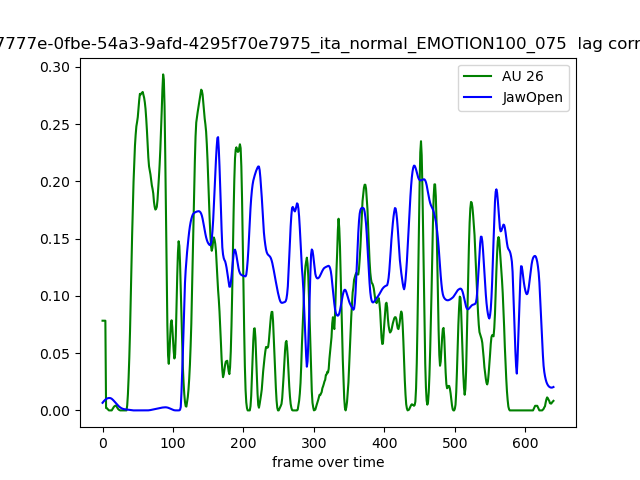 7777e-0fbe-54a3-9afd-4295f70e7975_ita_normal_EMOTION100_075 lag corr
AU 26
JawOpen
0.30
0.25
0.20
0.15
0.10
0.05
0.00
0 100 200 300 400 500 600
frame over time